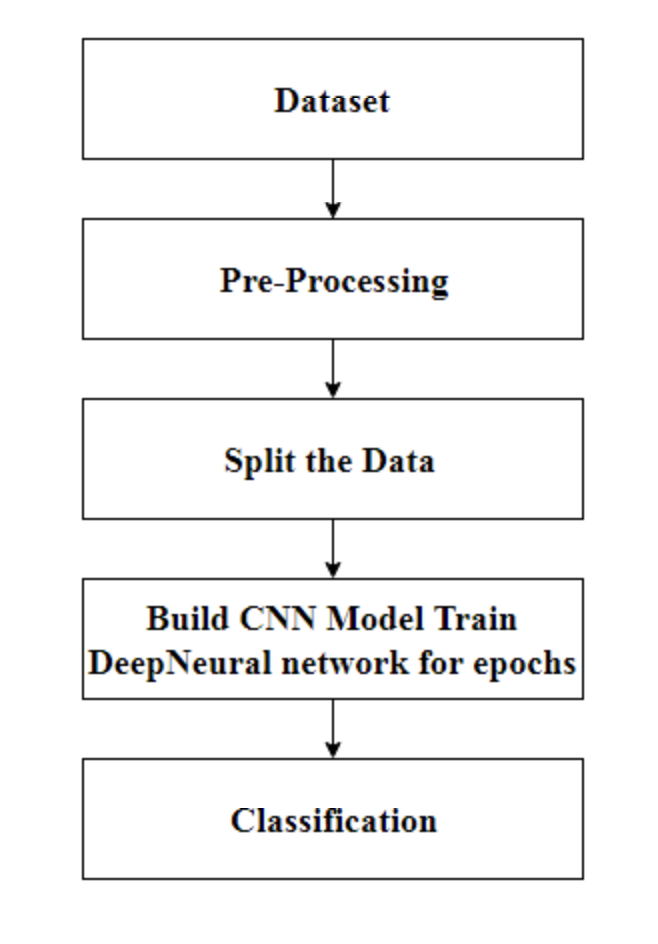 Dataset
Pre-Processing
Split the Data
Build CNN Model Train
DeepNeural network for epochs
Classification